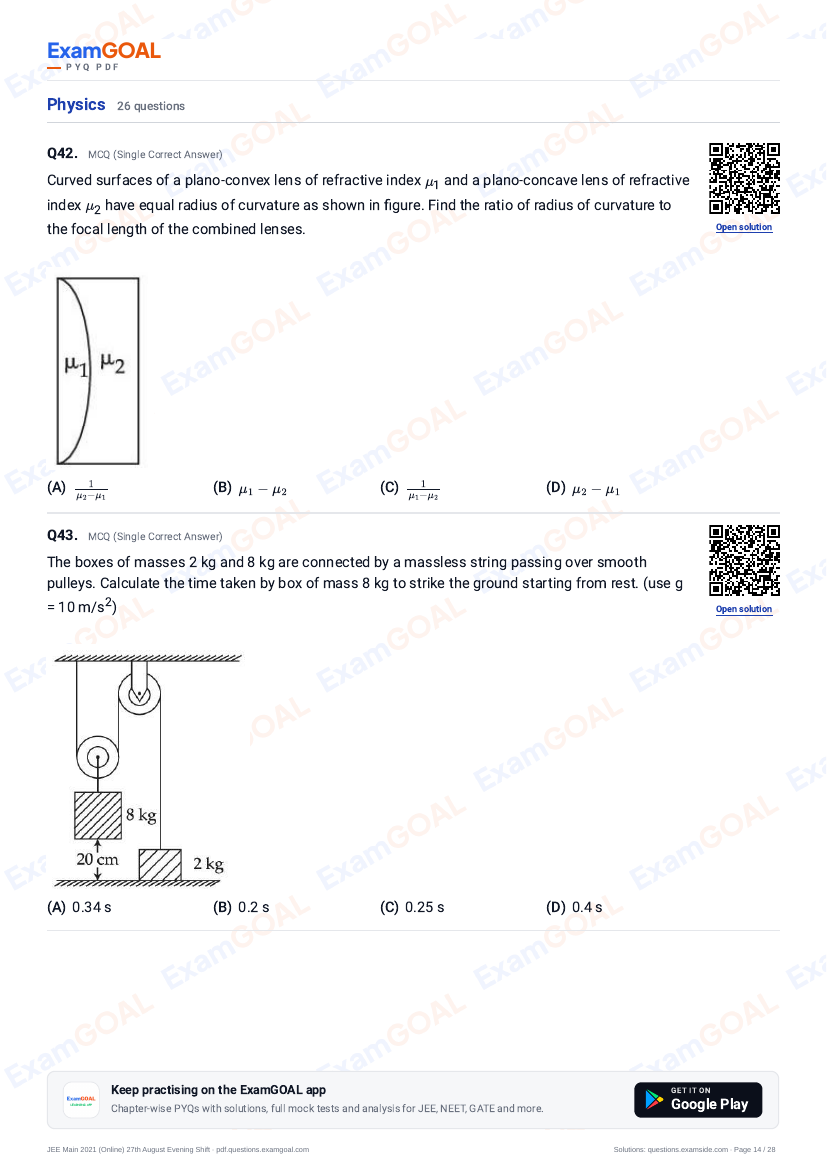 ExamGOAL
PYQ PDF
Physics 26 questions
Q42. MCQ (Single Correct Answer)
Curved surfaces of a plano-convex lens of refractive index μ₁ and a plano-concave lens of refractive
index μ₂ have equal radius of curvature as shown in figure. Find the ratio of radius of curvature to
the focal length of the combined lenses.
Open solution
μ₁ μ₂
(A) 1/(μ₂−μ₁) (B) μ₁ − μ₂ (C) 1/(μ₁−μ₂) (D) μ₂ − μ₁
Q43. MCQ (Single Correct Answer)
The boxes of masses 2 kg and 8 kg are connected by a massless string passing over smooth
pulleys. Calculate the time taken by box of mass 8 kg to strike the ground starting from rest. (use g
= 10 m/s²)
Open solution
8 kg
20 cm
2 kg
(A) 0.34 s (B) 0.2 s (C) 0.25 s (D) 0.4 s
Keep practising on the ExamGOAL app
Chapter-wise PYQs with solutions, full mock tests and analysis for JEE, NEET, GATE and more.
GET IT ON
Google Play
JEE Main 2021 (Online) 27th August Evening Shift · pdf.questions.examgoal.com
Solutions: questions.examside.com · Page 14 / 28